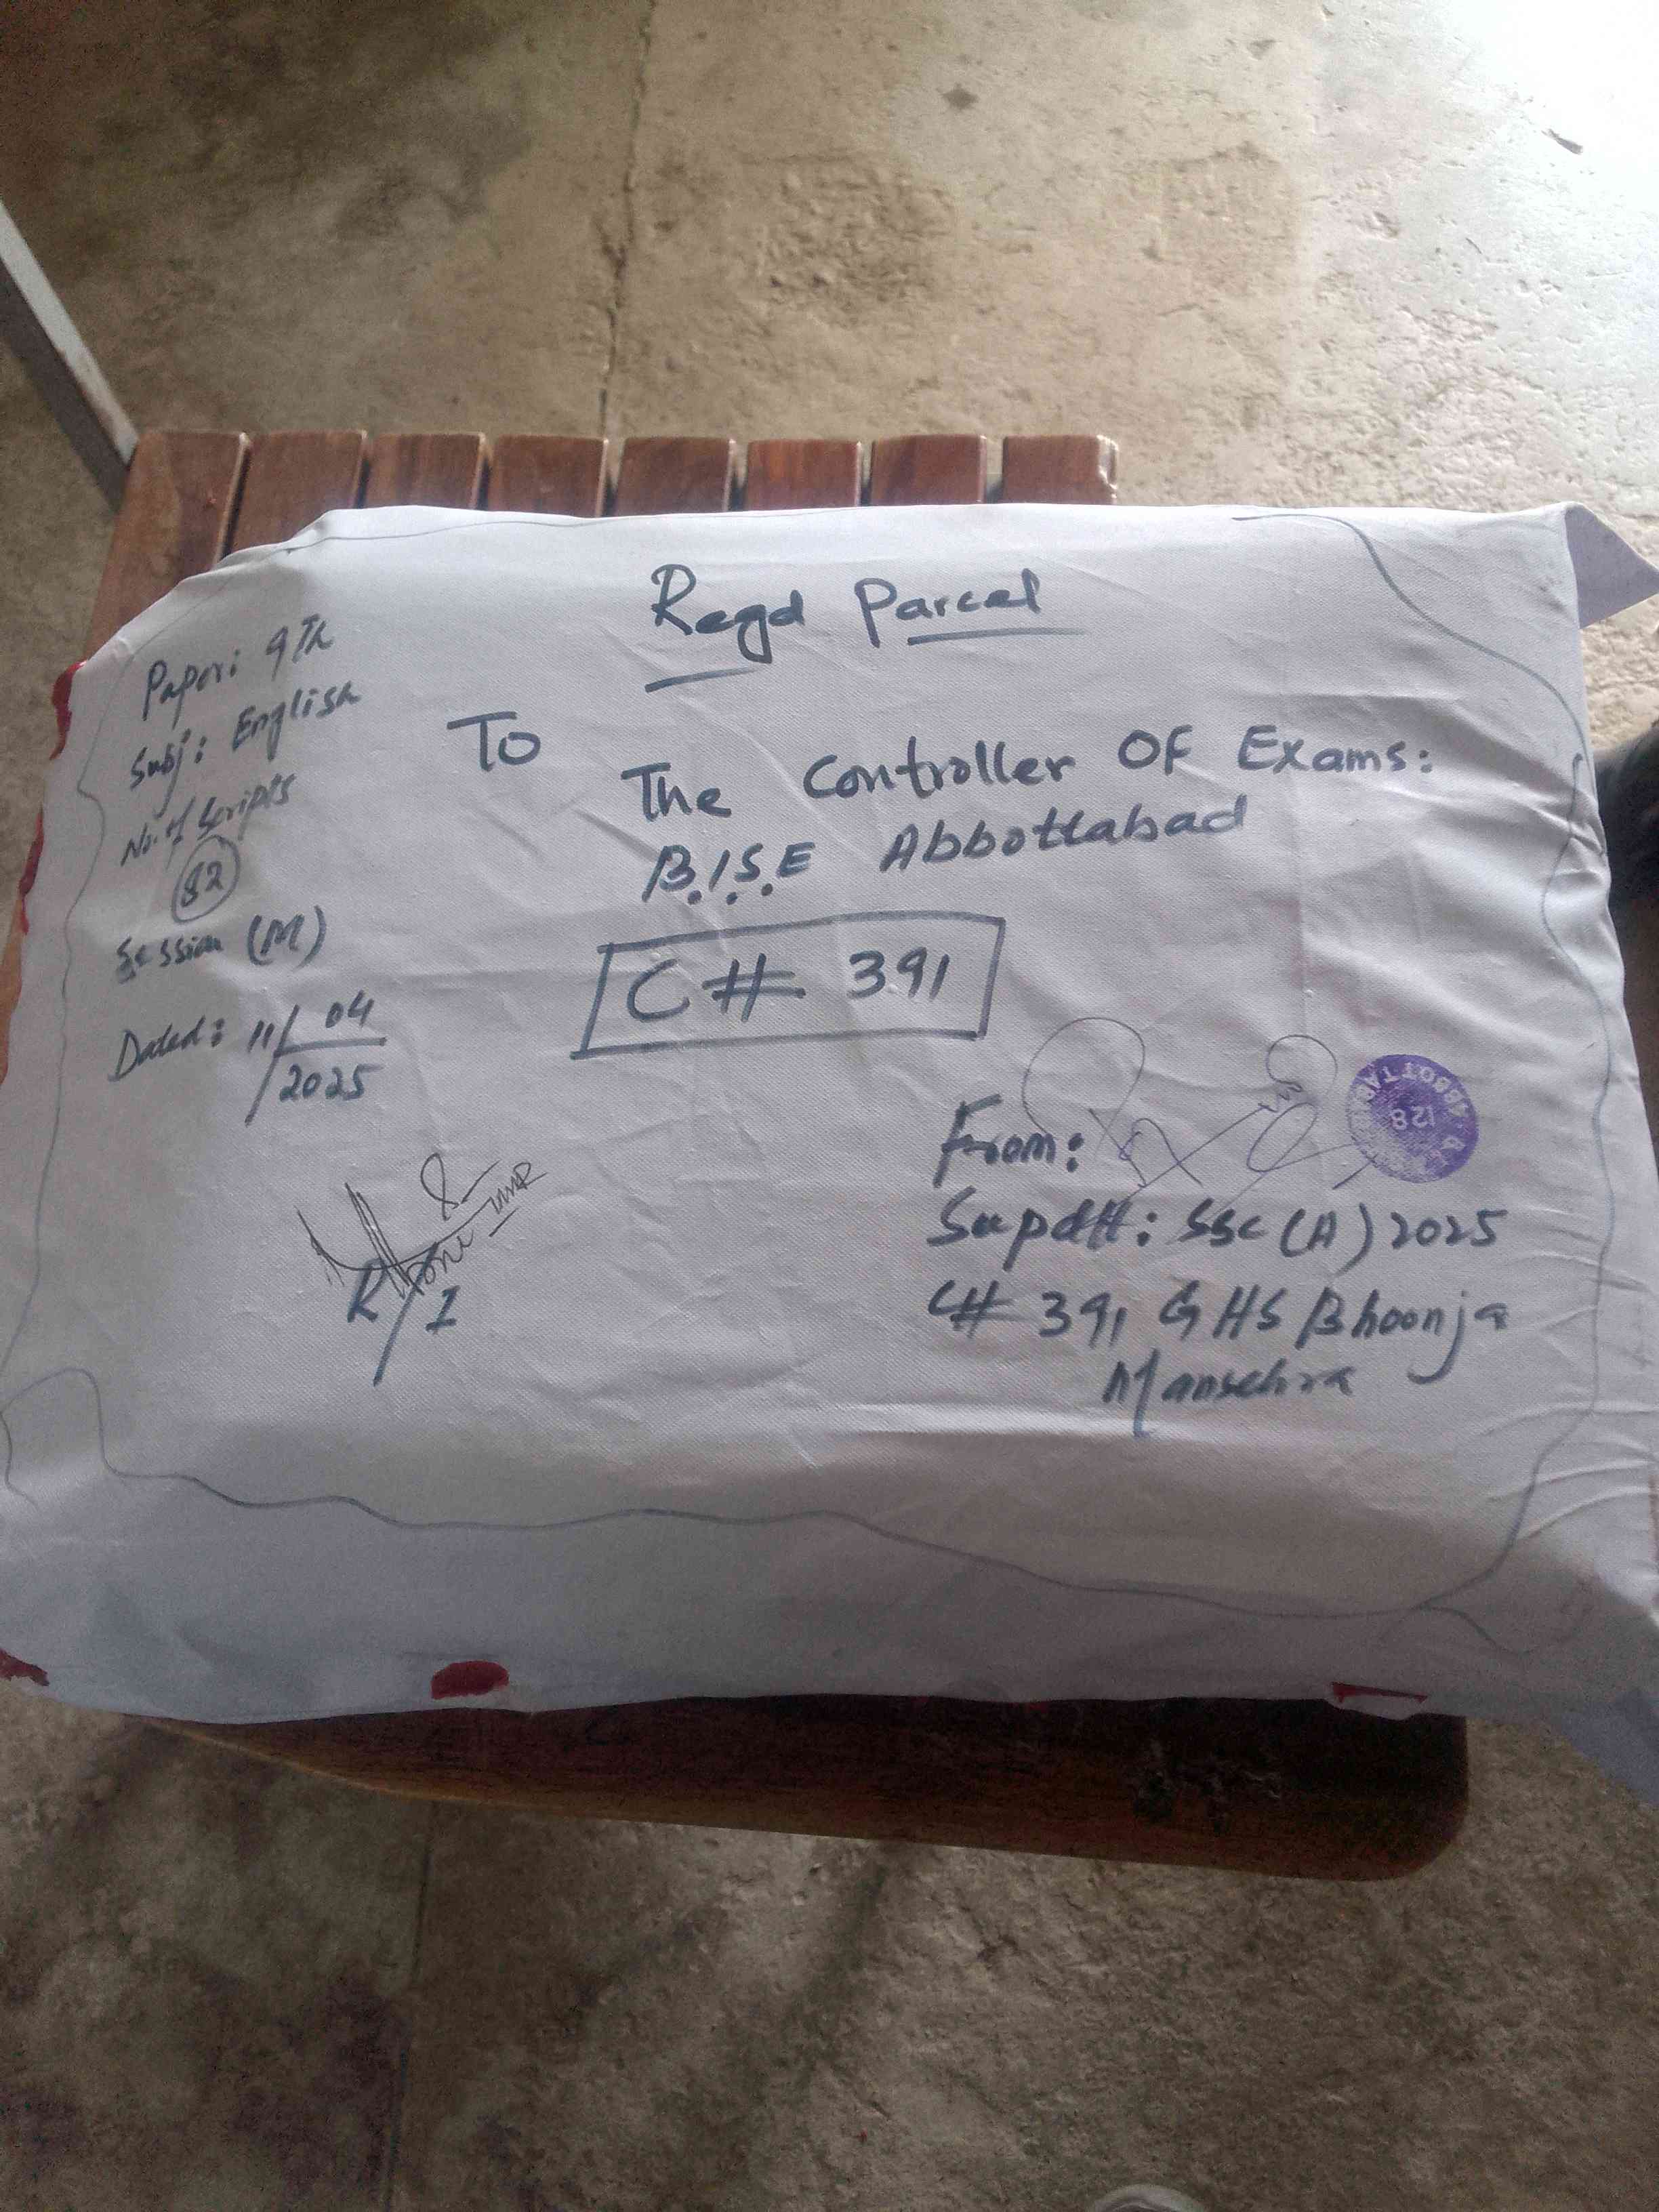 Regd Parcel
Paper: 9Th
Subj: English
No. of Scripts
82
Session (M)
Dated: 11/04/2025
To
The Controller OF Exams:
B.I.S.E Abbottabad
C# 391
From:
Supdtt: SSC (A) 2025
C# 391 GHS Bhoonja
Mansehra
R/I
128